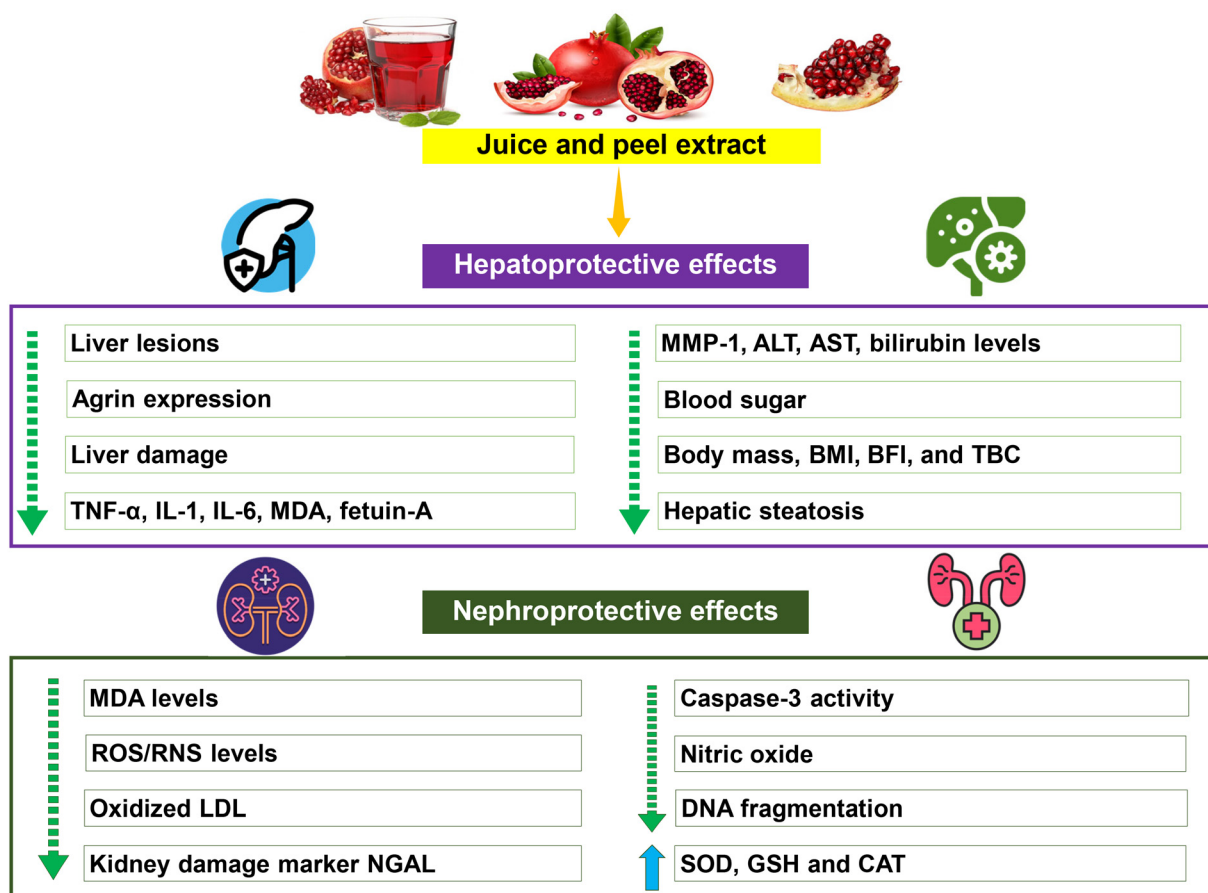 Juice and peel extract
Hepatoprotective effects
Liver lesions
Agrin expression
Liver damage
TNF-α, IL-1, IL-6, MDA, fetuin-A
MMP-1, ALT, AST, bilirubin levels
Blood sugar
Body mass, BMI, BFI, and TBC
Hepatic steatosis
Nephroprotective effects
MDA levels
ROS/RNS levels
Oxidized LDL
Kidney damage marker NGAL
Caspase-3 activity
Nitric oxide
DNA fragmentation
SOD, GSH and CAT